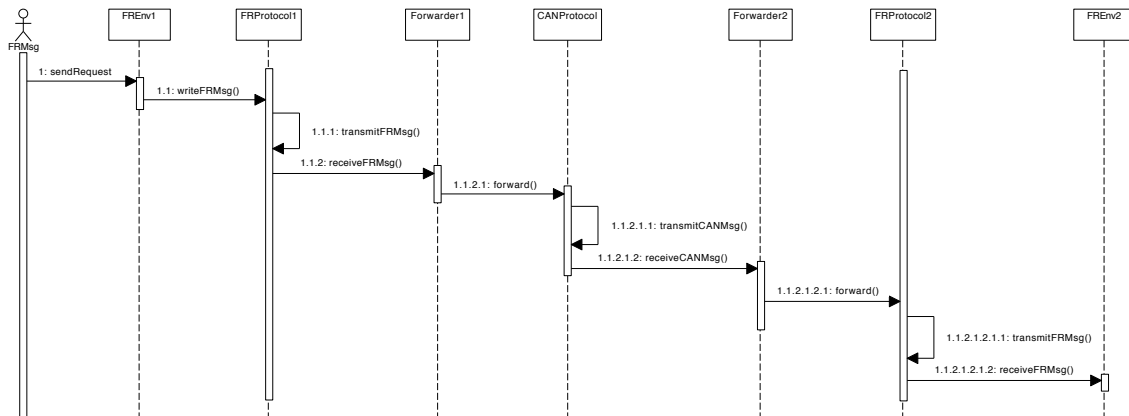 FREnv1
FRProtocol1
Forwarder1
CANProtocol
Forwarder2
FRProtocol2
FREnv2
FRMsg
1: sendRequest
1.1: writeFRMsg()
1.1.1: transmitFRMsg()
1.1.2: receiveFRMsg()
1.1.2.1: forward()
1.1.2.1.1: transmitCANMsg()
1.1.2.1.2: receiveCANMsg()
1.1.2.1.2.1: forward()
1.1.2.1.2.1.1: transmitFRMsg()
1.1.2.1.2.1.2: receiveFRMsg()